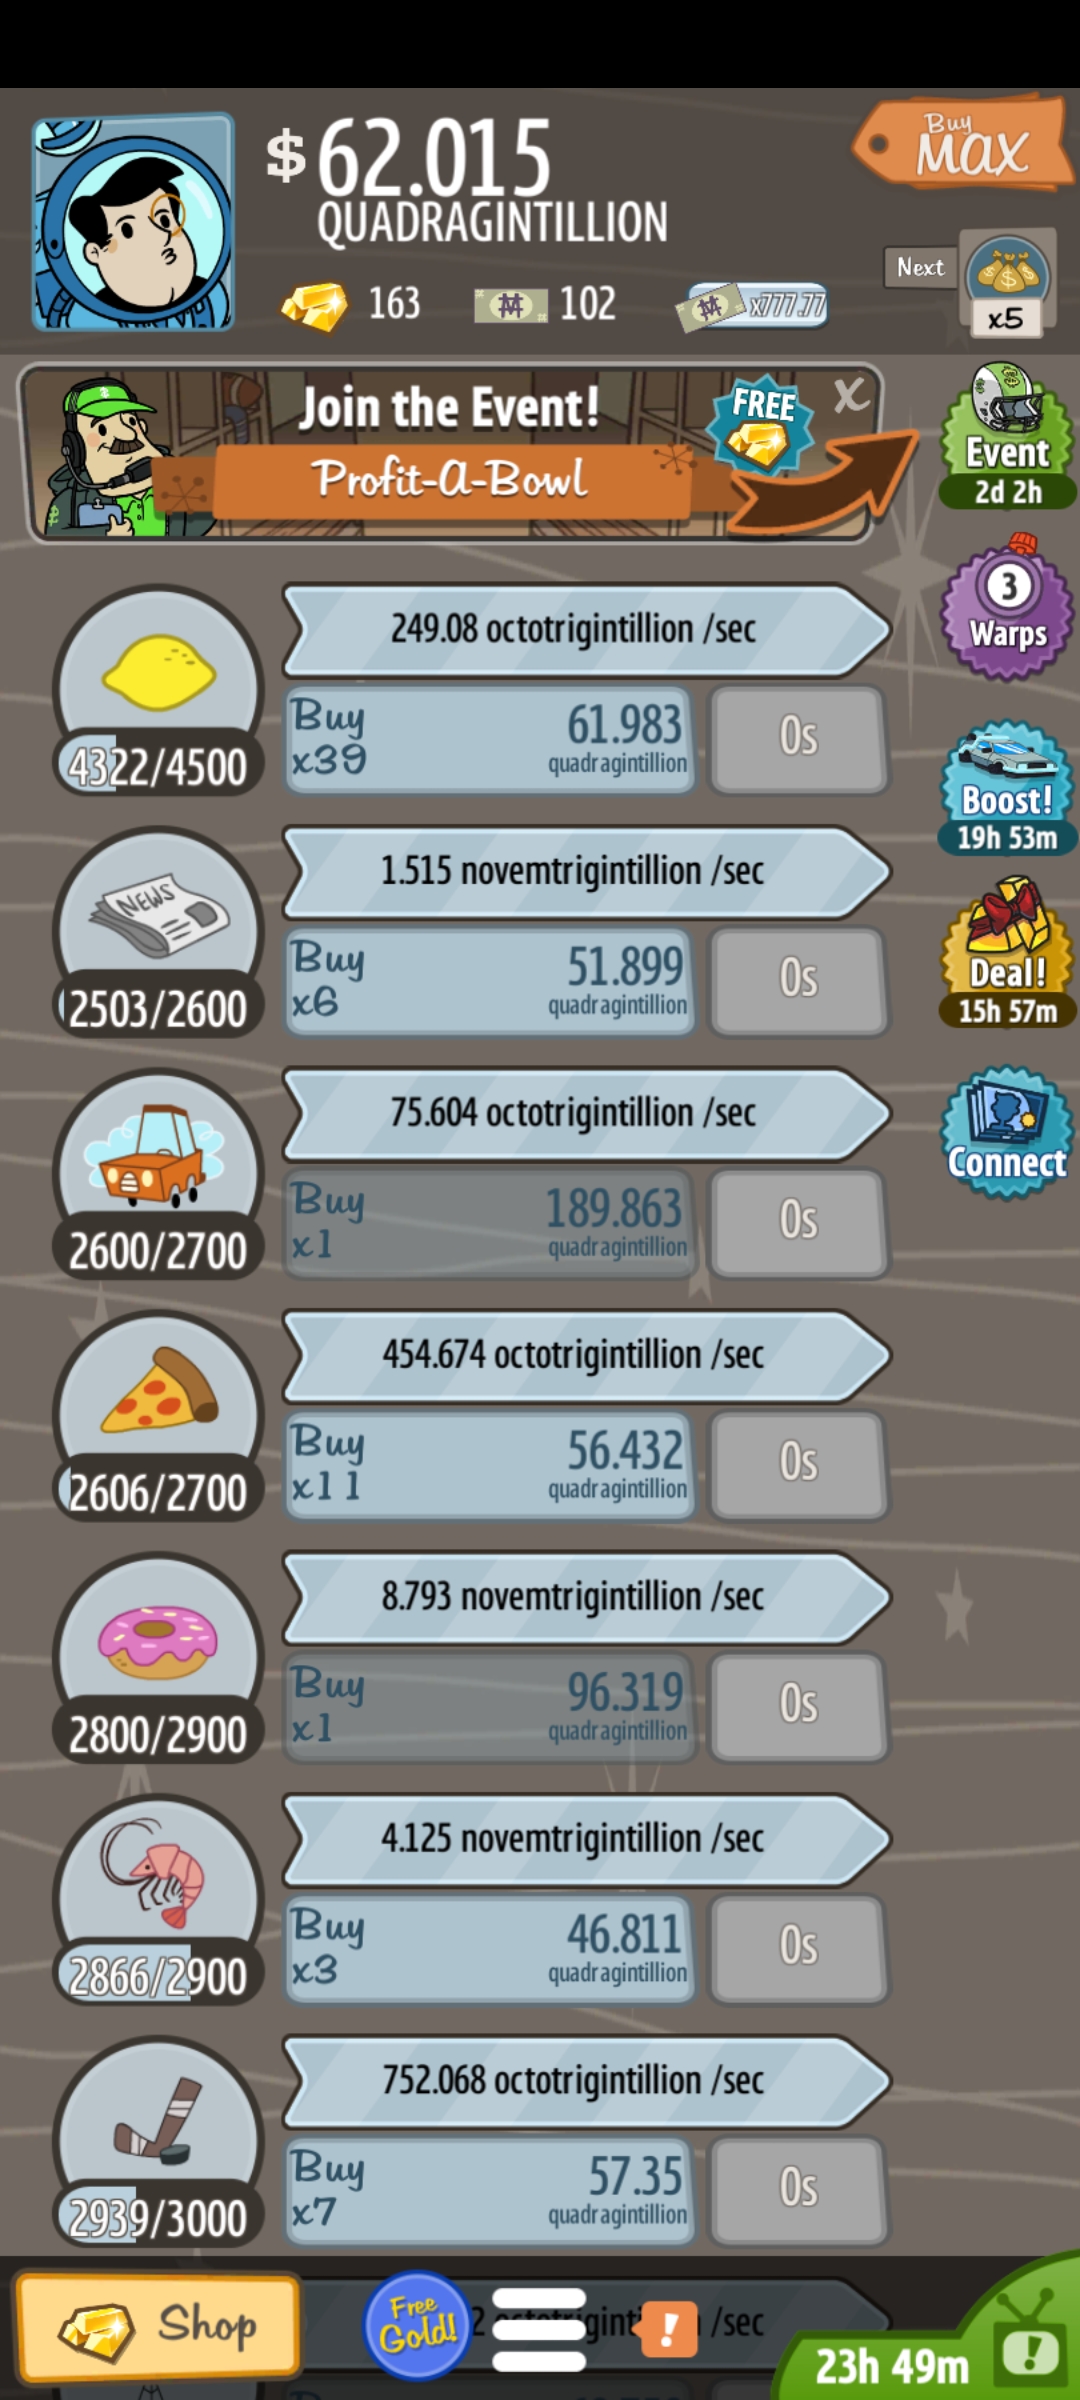 $62.015
QUADRAGINTILLION
Buy
MAX
163
102
x777.77
Next
x5
Join the Event!
Profit-A-Bowl
FREE
X
Event
2d 2h
3
Warps
Boost!
19h 53m
Deal!
15h 57m
Connect
249.08 octotrigintillion /sec
Buy
x39
61.983
quadragintillion
0s
4322/4500
NEWS
1.515 novemtrigintillion /sec
Buy
x6
51.899
quadragintillion
0s
2503/2600
75.604 octotrigintillion /sec
Buy
x1
189.863
quadragintillion
0s
2600/2700
454.674 octotrigintillion /sec
Buy
x11
56.432
quadragintillion
0s
2606/2700
8.793 novemtrigintillion /sec
Buy
x1
96.319
quadragintillion
0s
2800/2900
4.125 novemtrigintillion /sec
Buy
x3
46.811
quadragintillion
0s
2866/2900
752.068 octotrigintillion /sec
Buy
x7
57.35
quadragintillion
0s
2939/3000
Shop
Free
Gold!
!
/sec
23h 49m
!